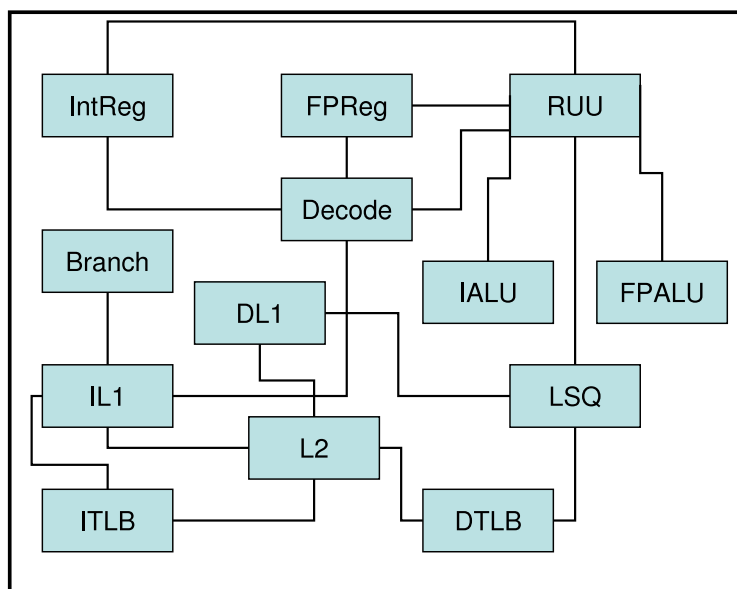 IntReg
FPReg
RUU
Decode
Branch
DL1
IALU
FPALU
IL1
LSQ
L2
ITLB
DTLB